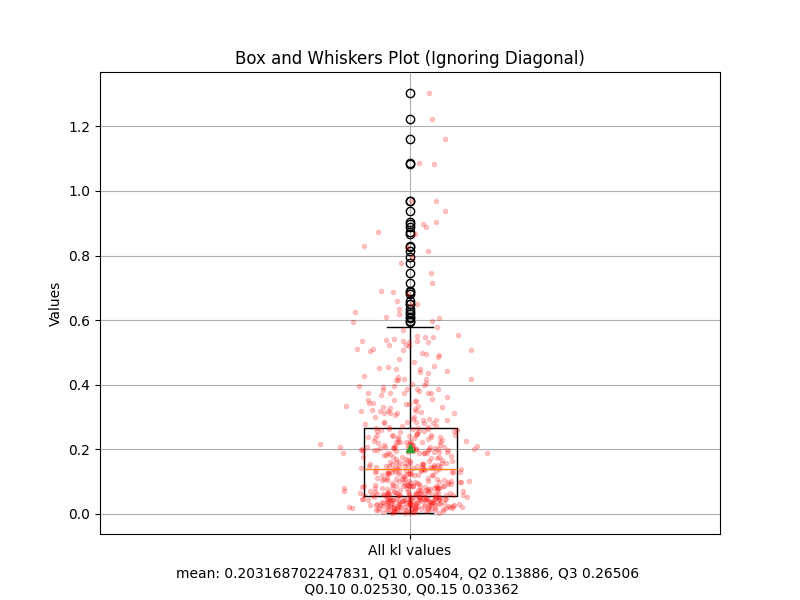 Box and Whiskers Plot (Ignoring Diagonal)
Values
1.2
1.0
0.8
0.6
0.4
0.2
0.0
All kl values
mean: 0.203168702247831, Q1 0.05404, Q2 0.13886, Q3 0.26506
Q0.10 0.02530, Q0.15 0.03362